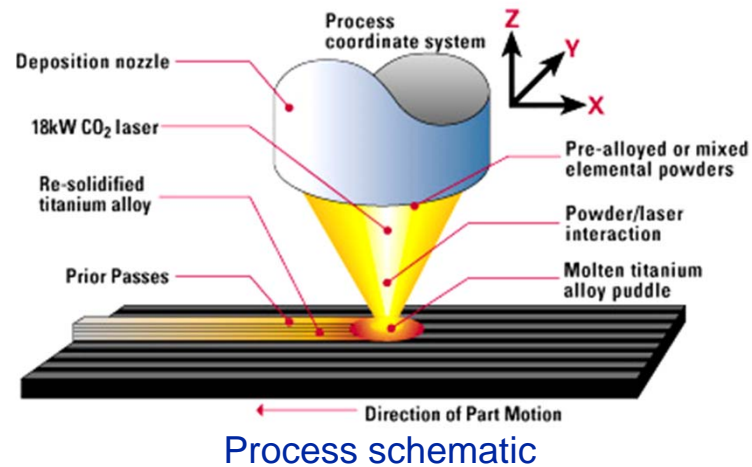 Process
coordinate system
Z
Y
X
Deposition nozzle
18kW CO₂ laser
Re-solidified
titanium alloy
Prior Passes
Pre-alloyed or mixed
elemental powders
Powder/laser
interaction
Molten titanium
alloy puddle
Direction of Part Motion
Process schematic